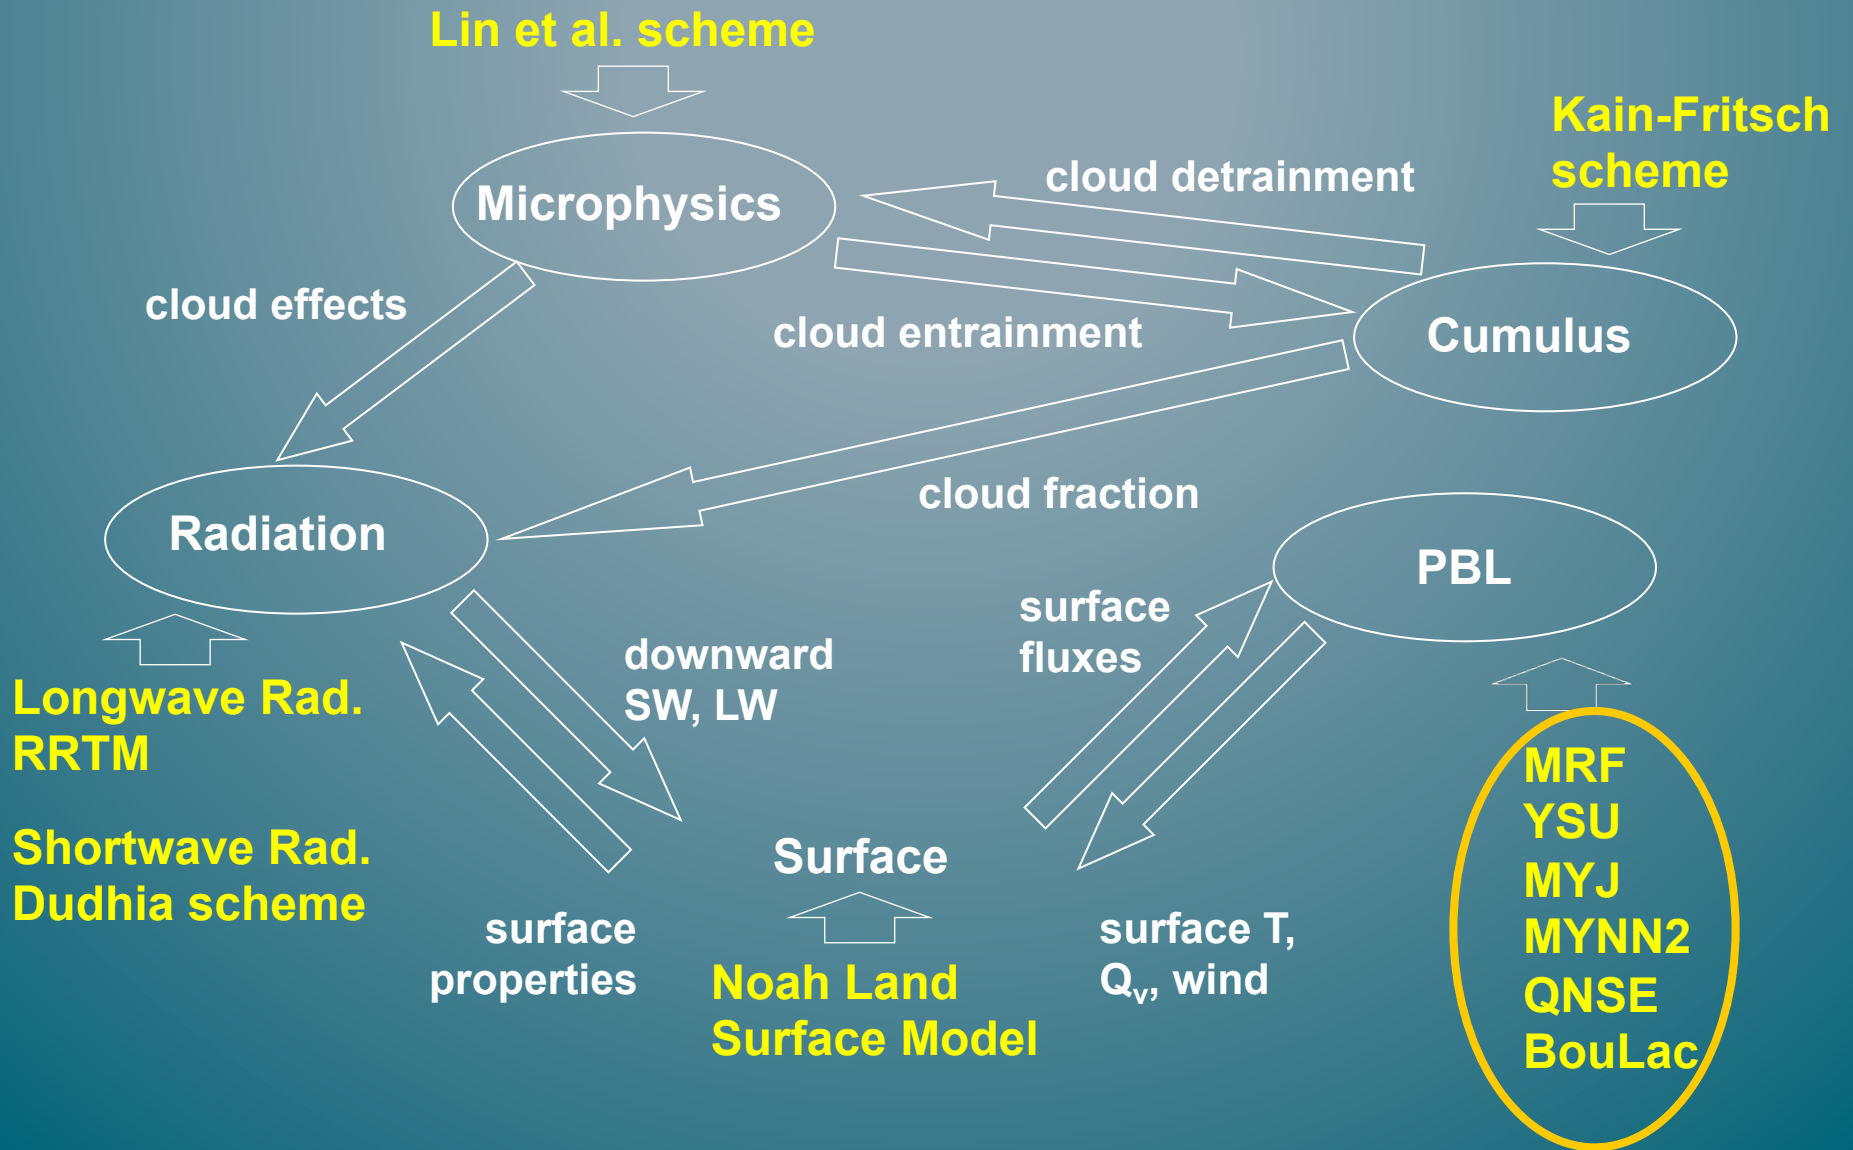 Lin et al. scheme
Kain-Fritsch
scheme
cloud detrainment
Microphysics
cloud effects
cloud entrainment
Cumulus
cloud fraction
Radiation
PBL
surface
fluxes
downward
SW, LW
Longwave Rad.
RRTM
Shortwave Rad.
Dudhia scheme
MRF
YSU
MYJ
MYNN2
QNSE
BouLac
Surface
surface
properties
Noah Land
Surface Model
surface T,
Qv, wind